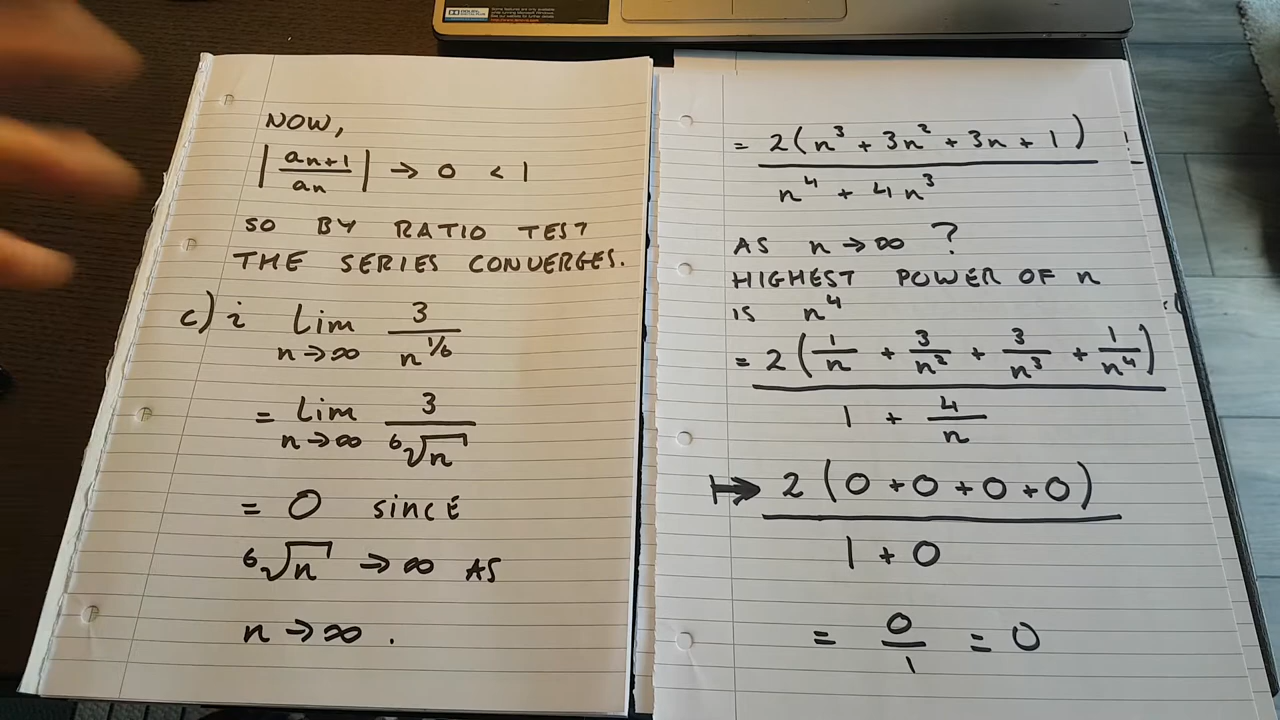 NOW,
|an+1/an| → 0 < 1
SO BY RATIO TEST
THE SERIES CONVERGES.
c) i Lim n→∞ 3/n^1/6
= Lim n→∞ 3/⁶√n
= 0 SINCE
⁶√n → ∞ AS
n → ∞ .
= 2(n³ + 3n² + 3n + 1)/n⁴ + 4n³
AS n → ∞ ?
HIGHEST POWER OF n
IS n⁴
= 2(1/n + 3/n² + 3/n³ + 1/n⁴)/1 + 4/n
↦ 2(0 + 0 + 0 + 0)/1 + 0
= 0/1 = 0